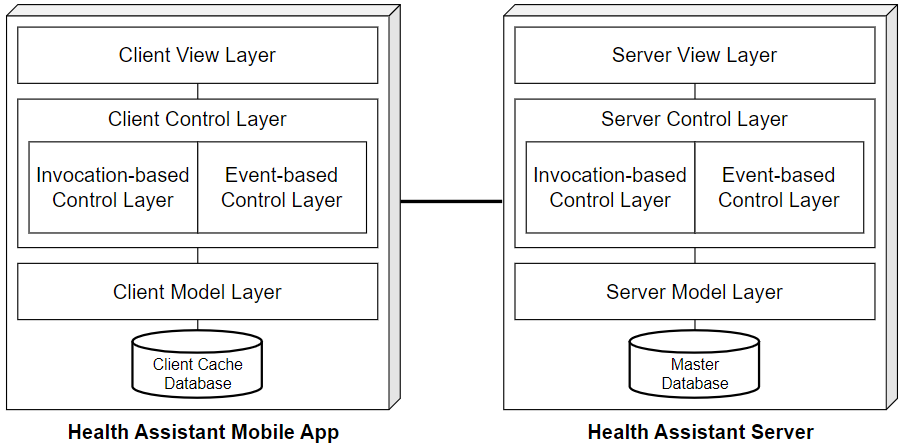 Client View Layer
Client Control Layer
Invocation-based
Control Layer
Event-based
Control Layer
Client Model Layer
Client Cache
Database
Health Assistant Mobile App
Server View Layer
Server Control Layer
Invocation-based
Control Layer
Event-based
Control Layer
Server Model Layer
Master
Database
Health Assistant Server